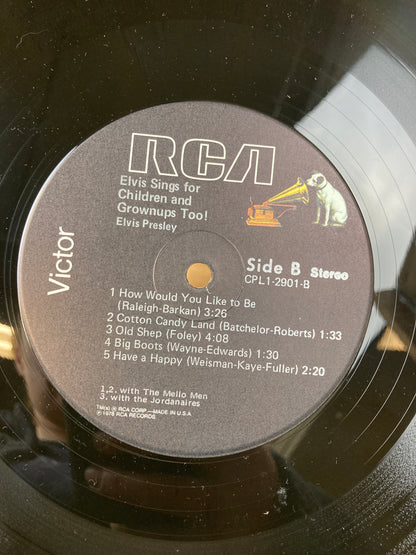 RCA
Elvis Sings for
Children and
Grownups Too!
Elvis Presley
Victor
Side B Stereo
CPL1-2901-B
1 How Would You Like to Be
(Raleigh-Barkan) 3:26
2 Cotton Candy Land (Batchelor-Roberts) 1:33
3 Old Shep (Foley) 4:08
4 Big Boots (Wayne-Edwards) 1:30
5 Have a Happy (Weisman-Kaye-Fuller) 2:20
1,2. with The Mello Men
3. with the Jordanaires
TM(s) ® RCA CORP.—MADE IN U.S.A
℗ 1978 RCA RECORDS